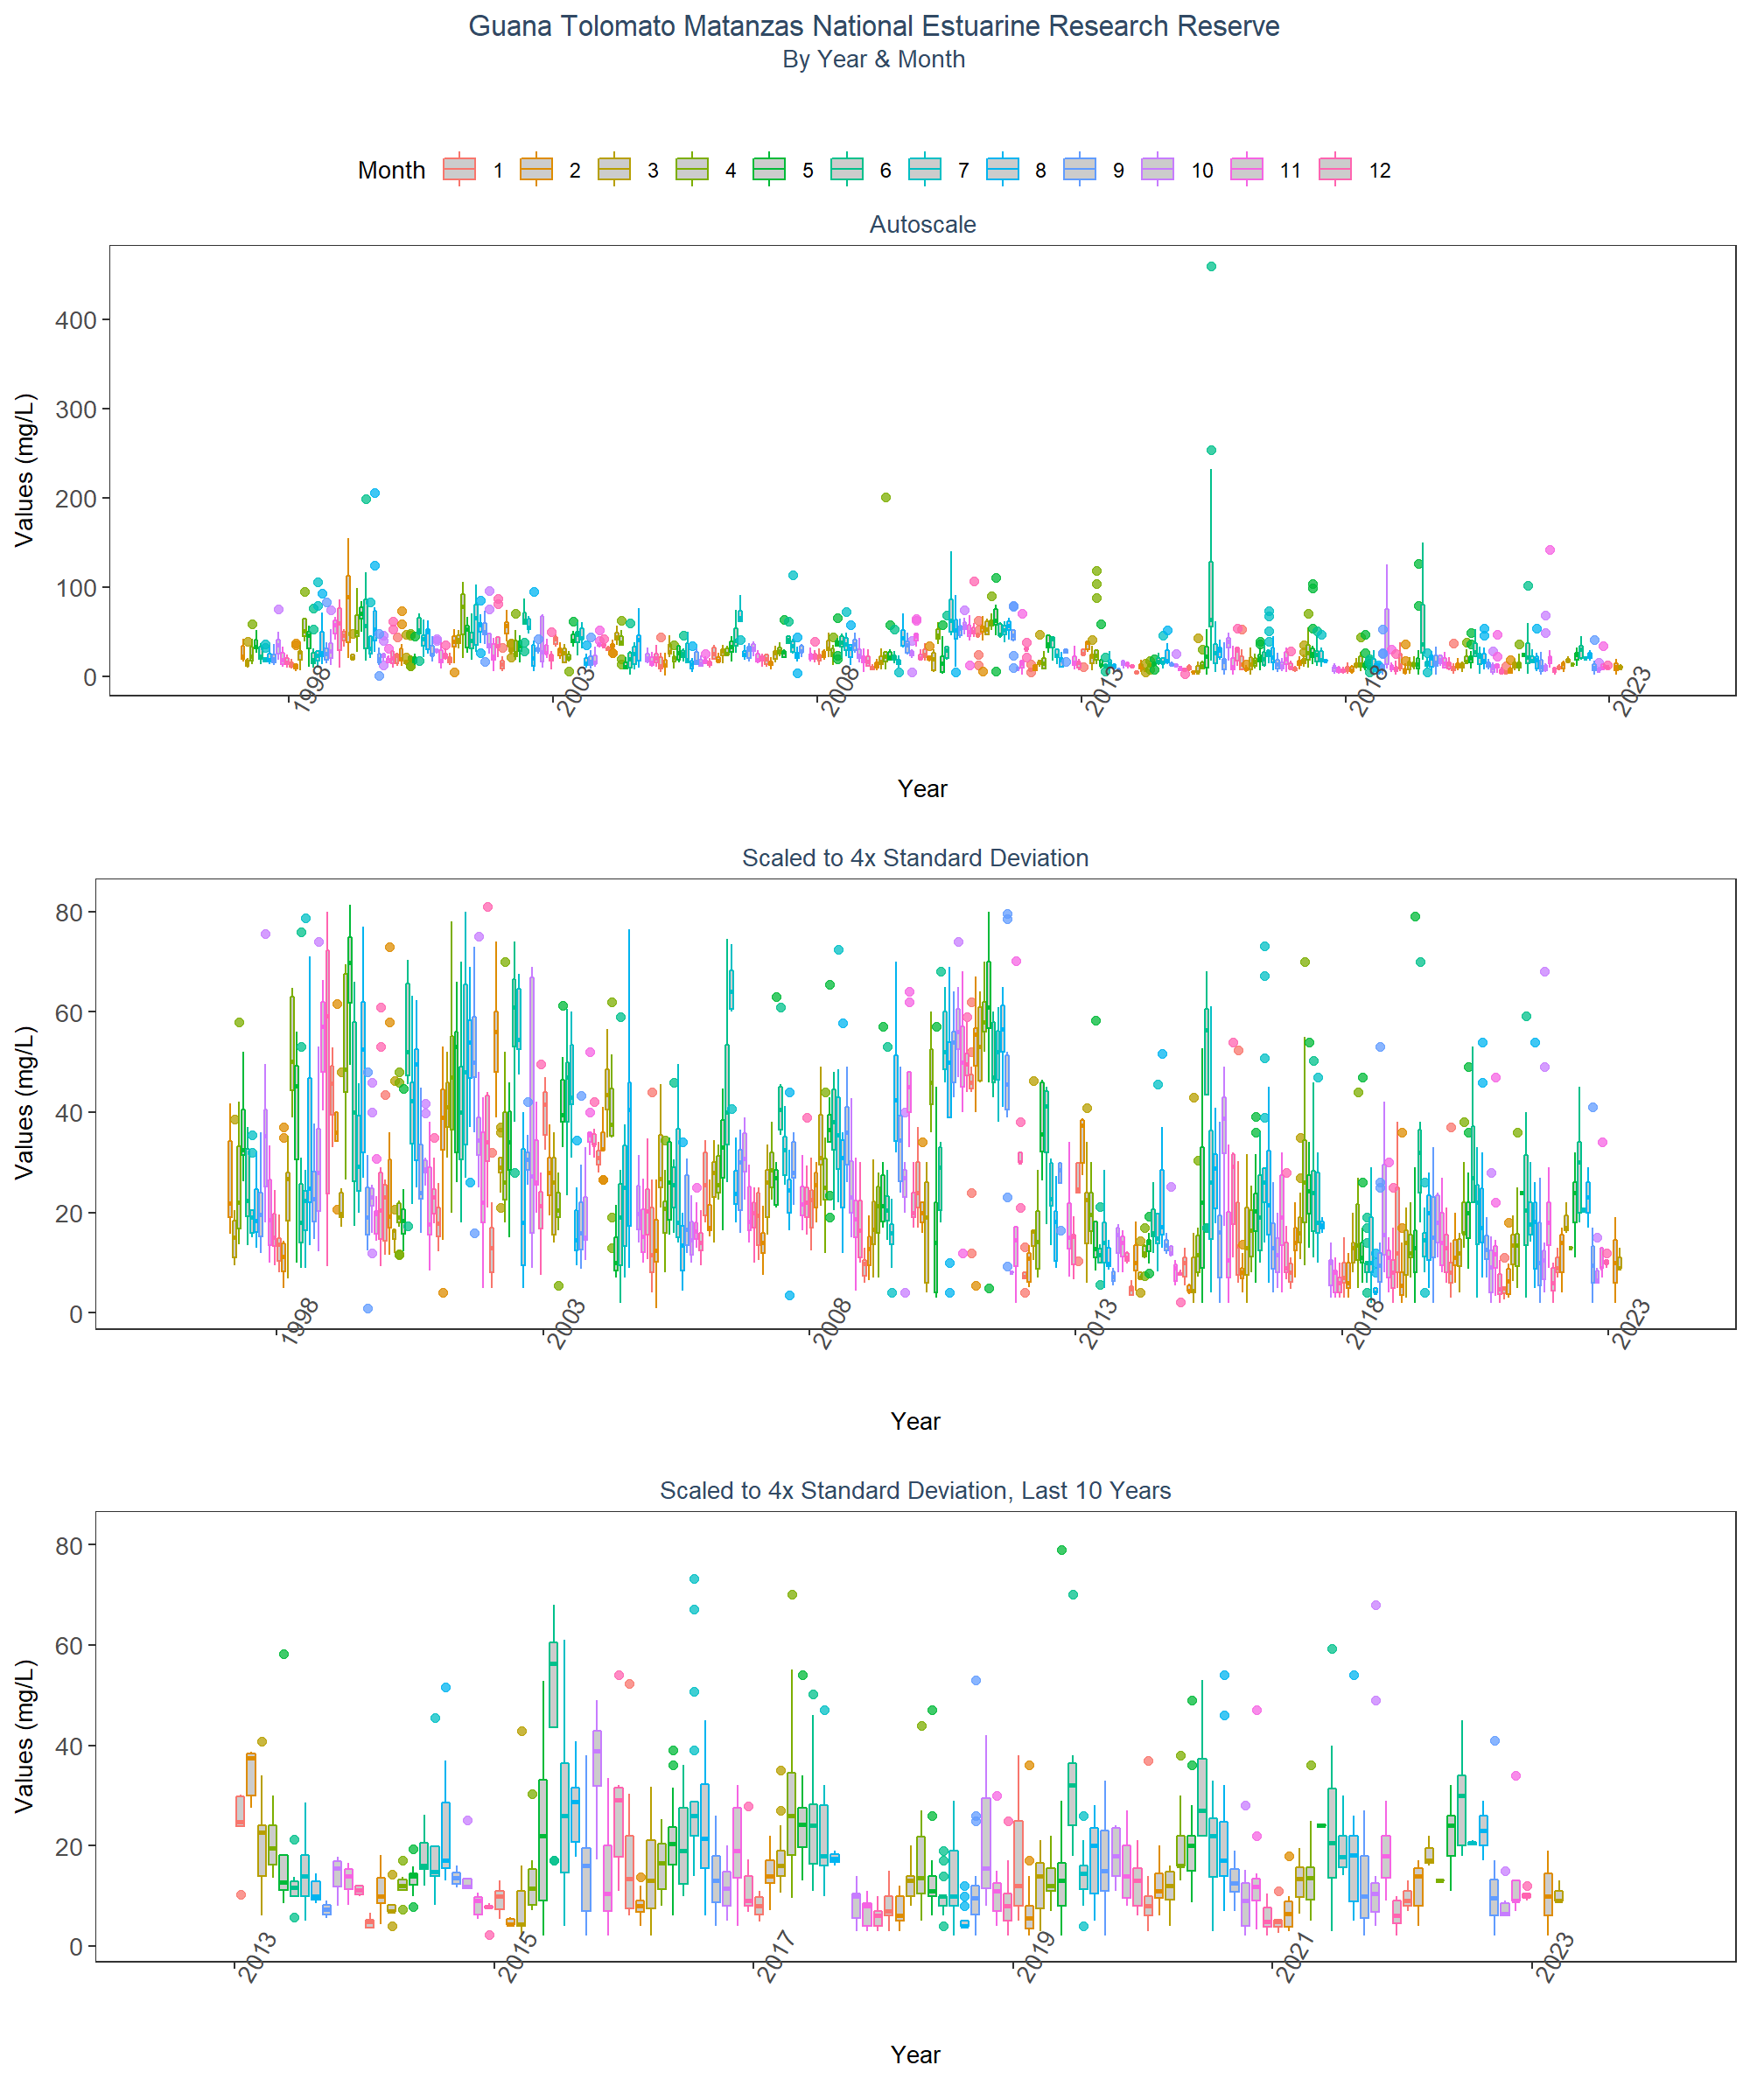 Guana Tolomato Matanzas National Estuarine Research Reserve
By Year & Month
Month 1 2 3 4 5 6 7 8 9 10 11 12
Autoscale
Values (mg/L)
400
300
200
100
0
1998 2003 2008 2013 2018 2023
Year
Scaled to 4x Standard Deviation
Values (mg/L)
80
60
40
20
0
1998 2003 2008 2013 2018 2023
Year
Scaled to 4x Standard Deviation, Last 10 Years
Values (mg/L)
80
60
40
20
0
2013 2015 2017 2019 2021 2023
Year